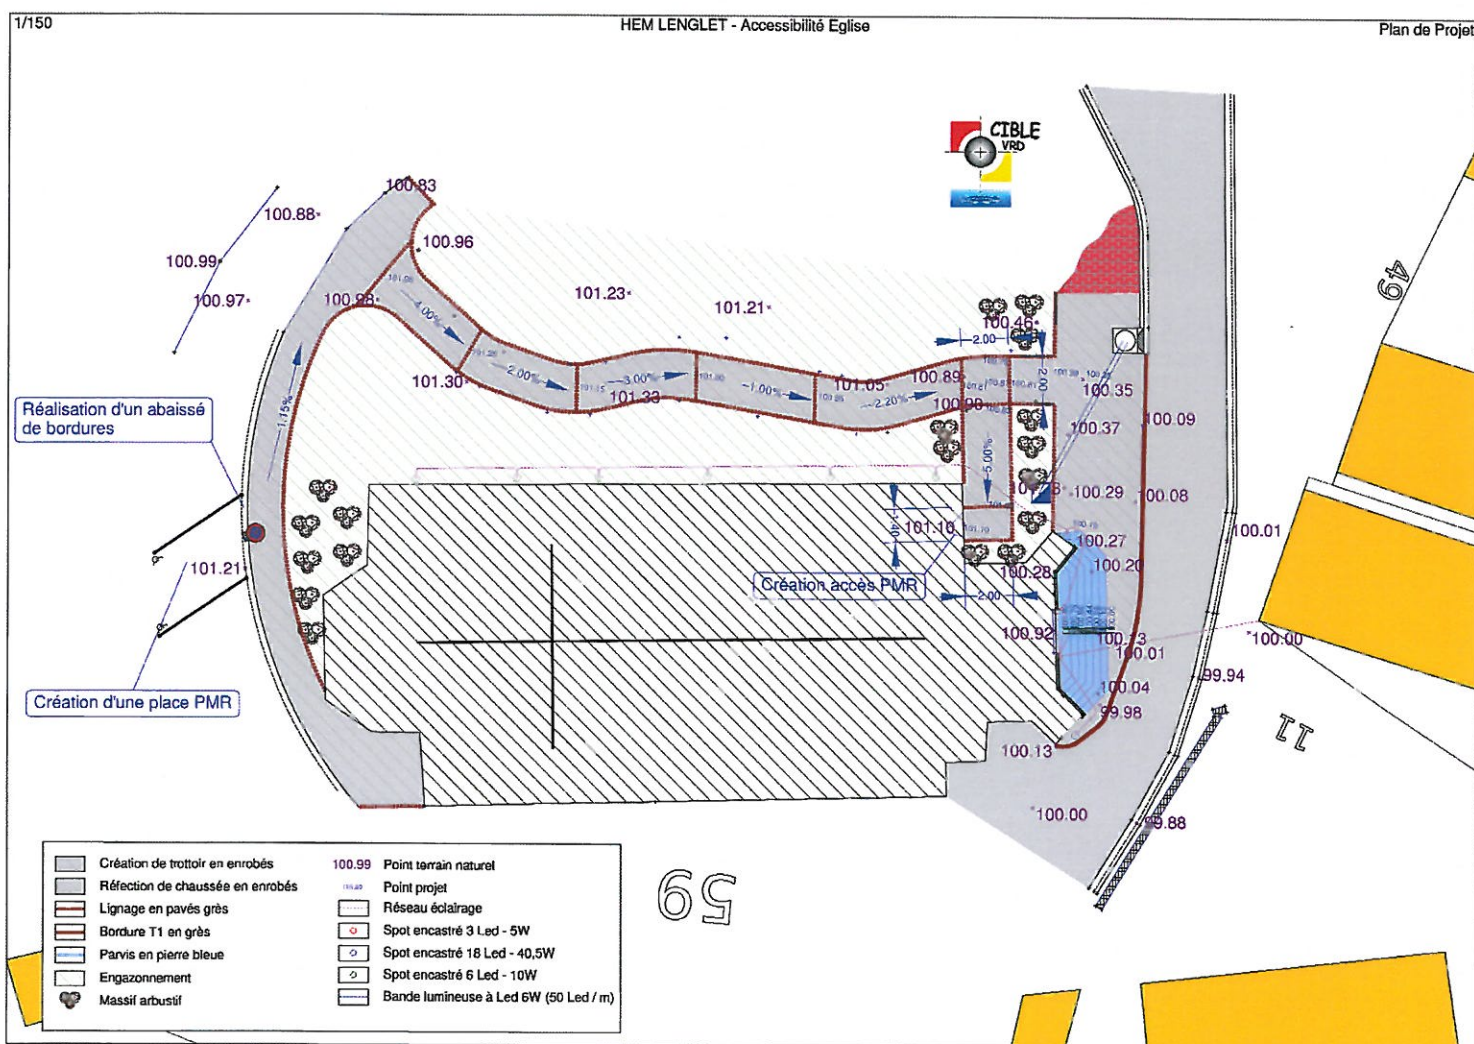 1/150
HEM LENGLET - Accessibilité Eglise
Plan de Projet
CIBLE
VRD
100.83
100.88
100.96
100.99
100.97
100.98
101.23
101.21
100.46
4.00%
2.00%
3.00%
1.00%
2.20%
1.15%
5.00%
2.00
2.00
101.30
101.33
101.05
100.89
100.98
100.35
100.37
100.09
49
Réalisation d'un abaissé
de bordures
100.29
100.08
1.40
101.10
100.27
100.20
100.01
101.21
Création accès PMR
100.28
2.00
100.92
100.13
100.01
100.00
99.94
100.04
99.98
Création d'une place PMR
100.13
11
100.00
99.88
59
Création de trottoir en enrobés
Réfection de chaussée en enrobés
Lignage en pavés grès
Bordure T1 en grès
Parvis en pierre bleue
Engazonnement
Massif arbustif
100.99 Point terrain naturel
Point projet
Réseau éclairage
Spot encastré 3 Led - 5W
Spot encastré 18 Led - 40,5W
Spot encastré 6 Led - 10W
Bande lumineuse à Led 6W (50 Led / m)